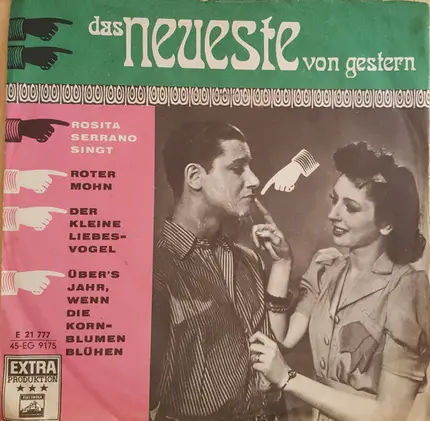 das neueste von gestern
ROSITA
SERRANO
SINGT
ROTER
MOHN
DER
KLEINE
LIEBES-
VOGEL
ÜBER'S
JAHR,
WENN
DIE
KORN-
BLUMEN
BLÜHEN
E 21 777
45-EG 9175
EXTRA
PRODUKTION